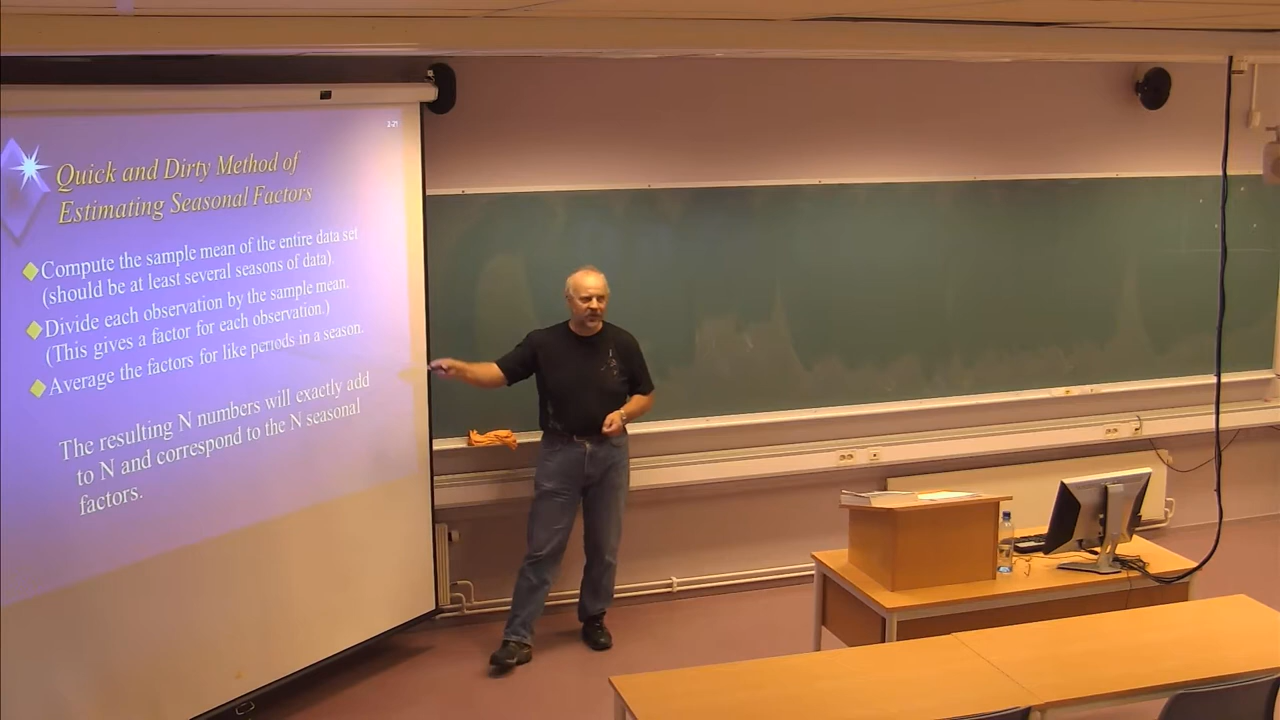 2-21
Quick and Dirty Method of
Estimating Seasonal Factors
Compute the sample mean of the entire data set
(should be at least several seasons of data).
Divide each observation by the sample mean.
(This gives a factor for each observation.)
Average the factors for like periods in a season.
The resulting N numbers will exactly add
to N and correspond to the N seasonal
factors.